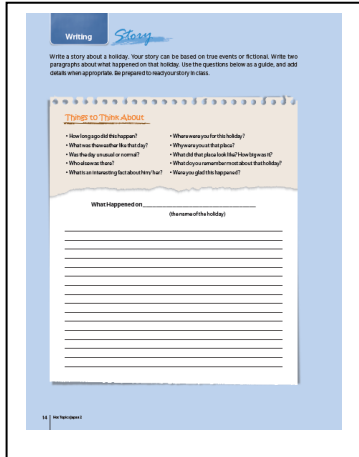 Writing
Story
Write a story about a holiday. Your story can be based on true events or fictional. Write two
paragraphs about what happened on that holiday. Use the questions below as a guide, and add
details when appropriate. Be prepared to read your story in class.
Things to Think About
• How long ago did this happen?
• What was the weather like that day?
• Was the day unusual or normal?
• Who else was there?
• What is an interesting fact about him/her?
• Where were you for this holiday?
• Why were you at that place?
• What did that place look like? How big was it?
• What do you remember most about that holiday?
• Were you glad this happened?
What Happened on
(the name of the holiday)
14 Hot Topics Japan 2